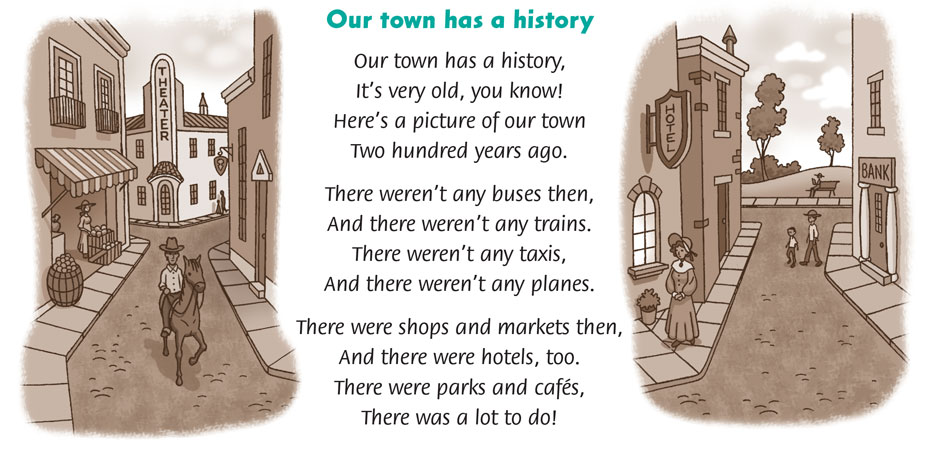 Our town has a history
Our town has a history,
It's very old, you know!
Here's a picture of our town
Two hundred years ago.
There weren't any buses then,
And there weren't any trains.
There weren't any taxis,
And there weren't any planes.
There were shops and markets then,
And there were hotels, too.
There were parks and cafés,
There was a lot to do!
THEATER
HOTEL
BANK